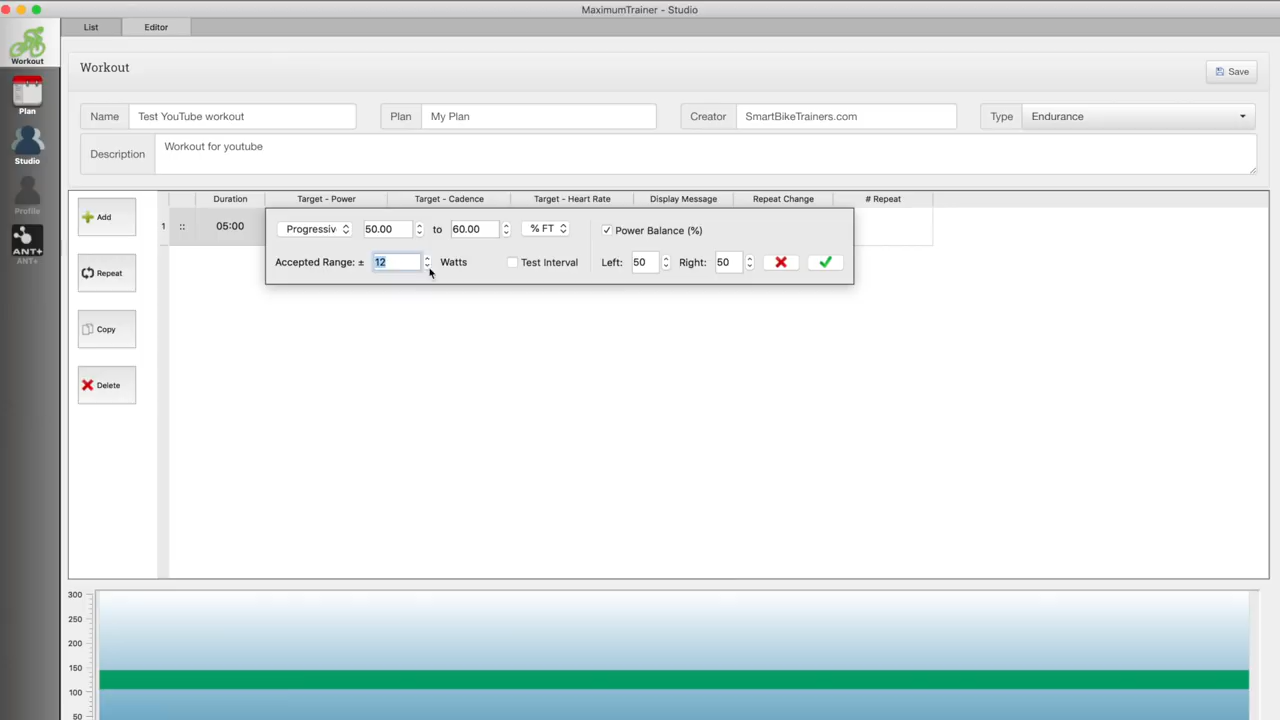 MaximumTrainer - Studio
List
Editor
Workout
Plan
Studio
Profile
ANT+
ANT+
Workout
Save
Name
Test YouTube workout
Plan
My Plan
Creator
SmartBikeTrainers.com
Type
Endurance
Description
Workout for youtube
Add
Repeat
Copy
Delete
Duration
Target - Power
Target - Cadence
Target - Heart Rate
Display Message
Repeat Change
# Repeat
1
::
05:00
Progressiv
50.00
to
60.00
% FT
Power Balance (%)
Accepted Range: ±
12
Watts
Test Interval
Left:
50
Right:
50
300
250
200
150
100
50